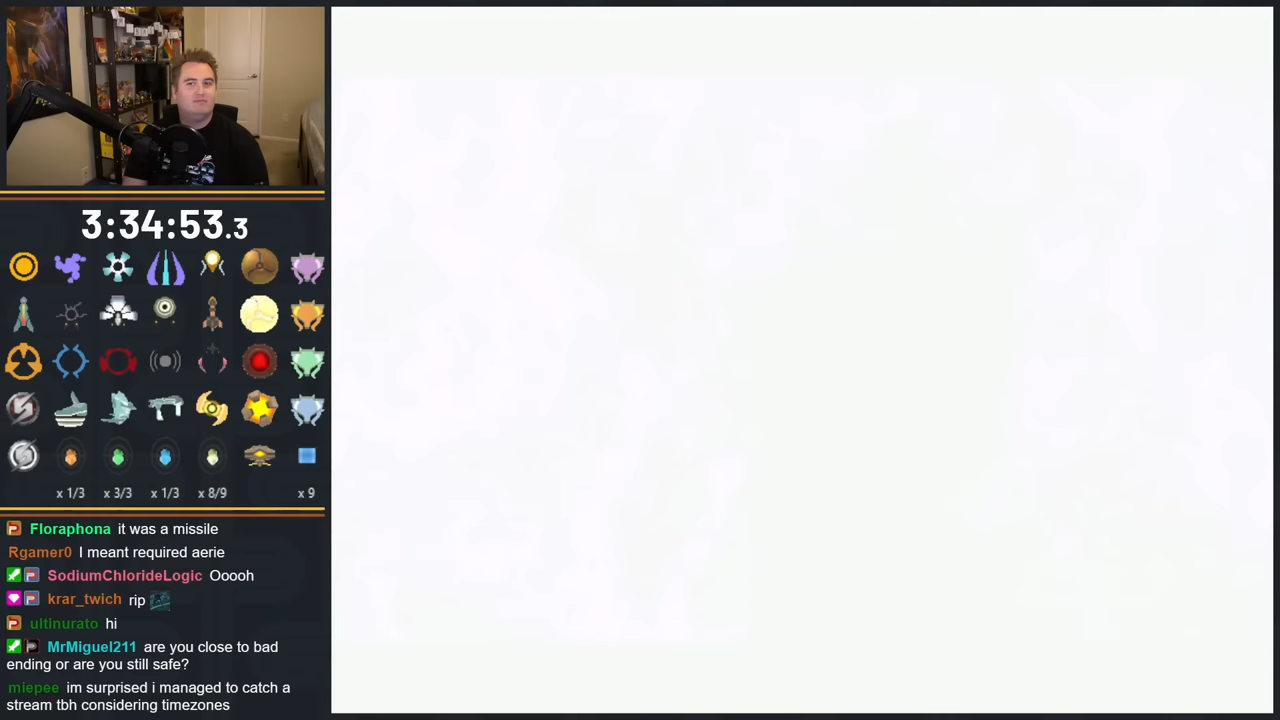 3:34:53.3
x 1/3 x 3/3 x 1/3 x 8/9 x 9
Floraphona it was a missile
Rgamer0 I meant required aerie
SodiumChlorideLogic Ooooh
krar_twich rip
ultinurato hi
MrMiguel211 are you close to bad
ending or are you still safe?
miepee im surprised i managed to catch a
stream tbh considering timezones